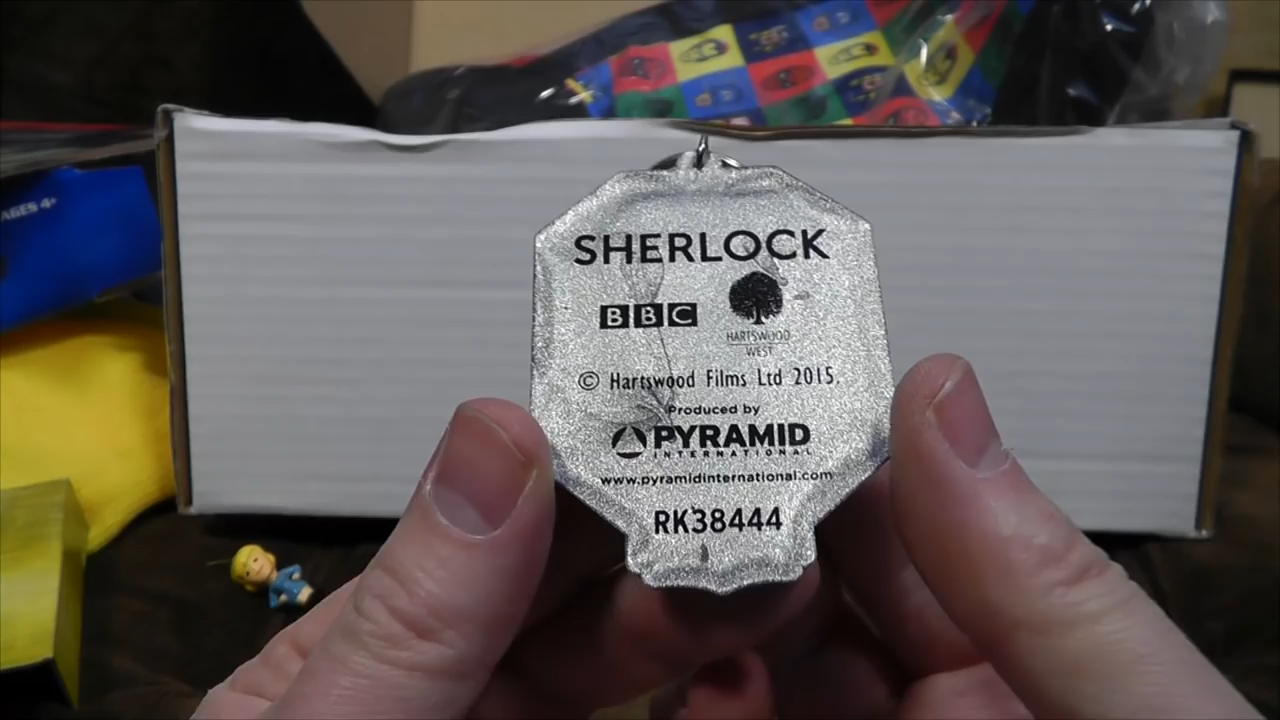 AGES 4+
SHERLOCK
BBC
HARTSWOOD
WEST
© Hartswood Films Ltd 2015.
Produced by
PYRAMID
INTERNATIONAL
www.pyramidinternational.com
RK38444